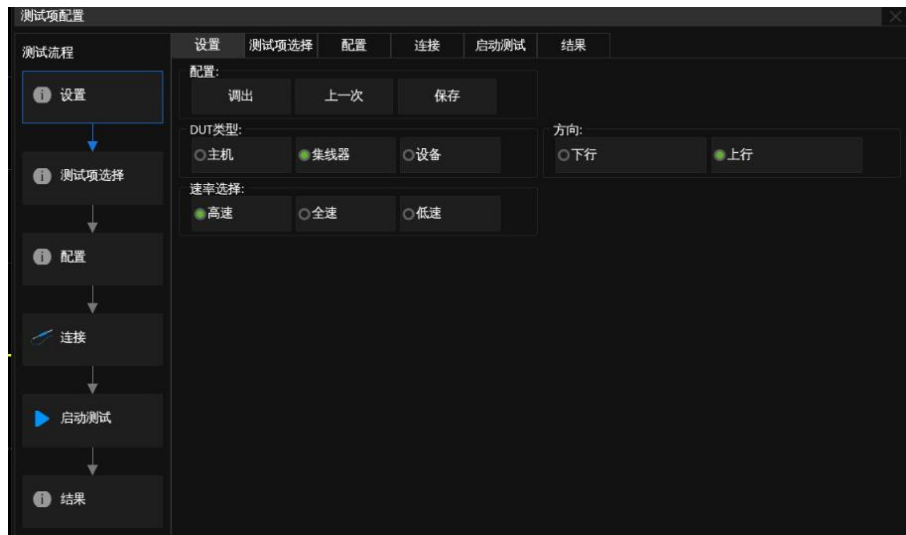 测试项配置
测试流程
设置
测试项选择
配置
连接
启动测试
结果
设置 测试项选择 配置 连接 启动测试 结果
配置:
调出 上一次 保存
DUT类型:
主机 集线器 设备
方向:
下行 上行
速率选择:
高速 全速 低速